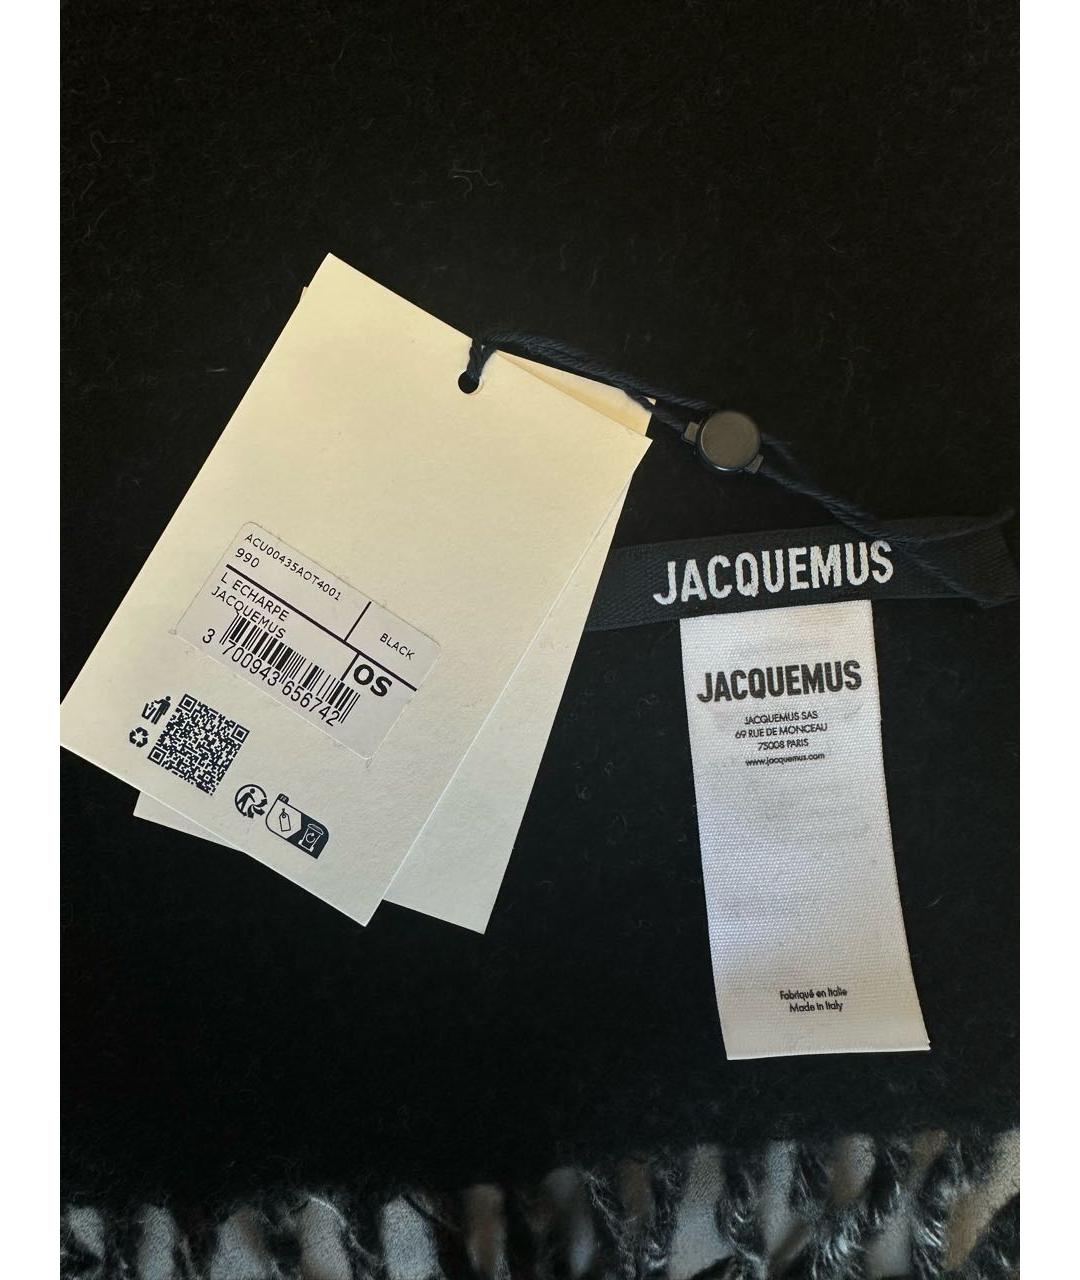 ACU00435AOT4001
990
L ECHARPE
JACQUEMUS
BLACK
OS
3 700943 656742
JACQUEMUS
JACQUEMUS
JACQUEMUS SAS
69 RUE DE MONCEAU
75008 PARIS
www.jacquemus.com
Fabriqué en Italie
Made in Italy